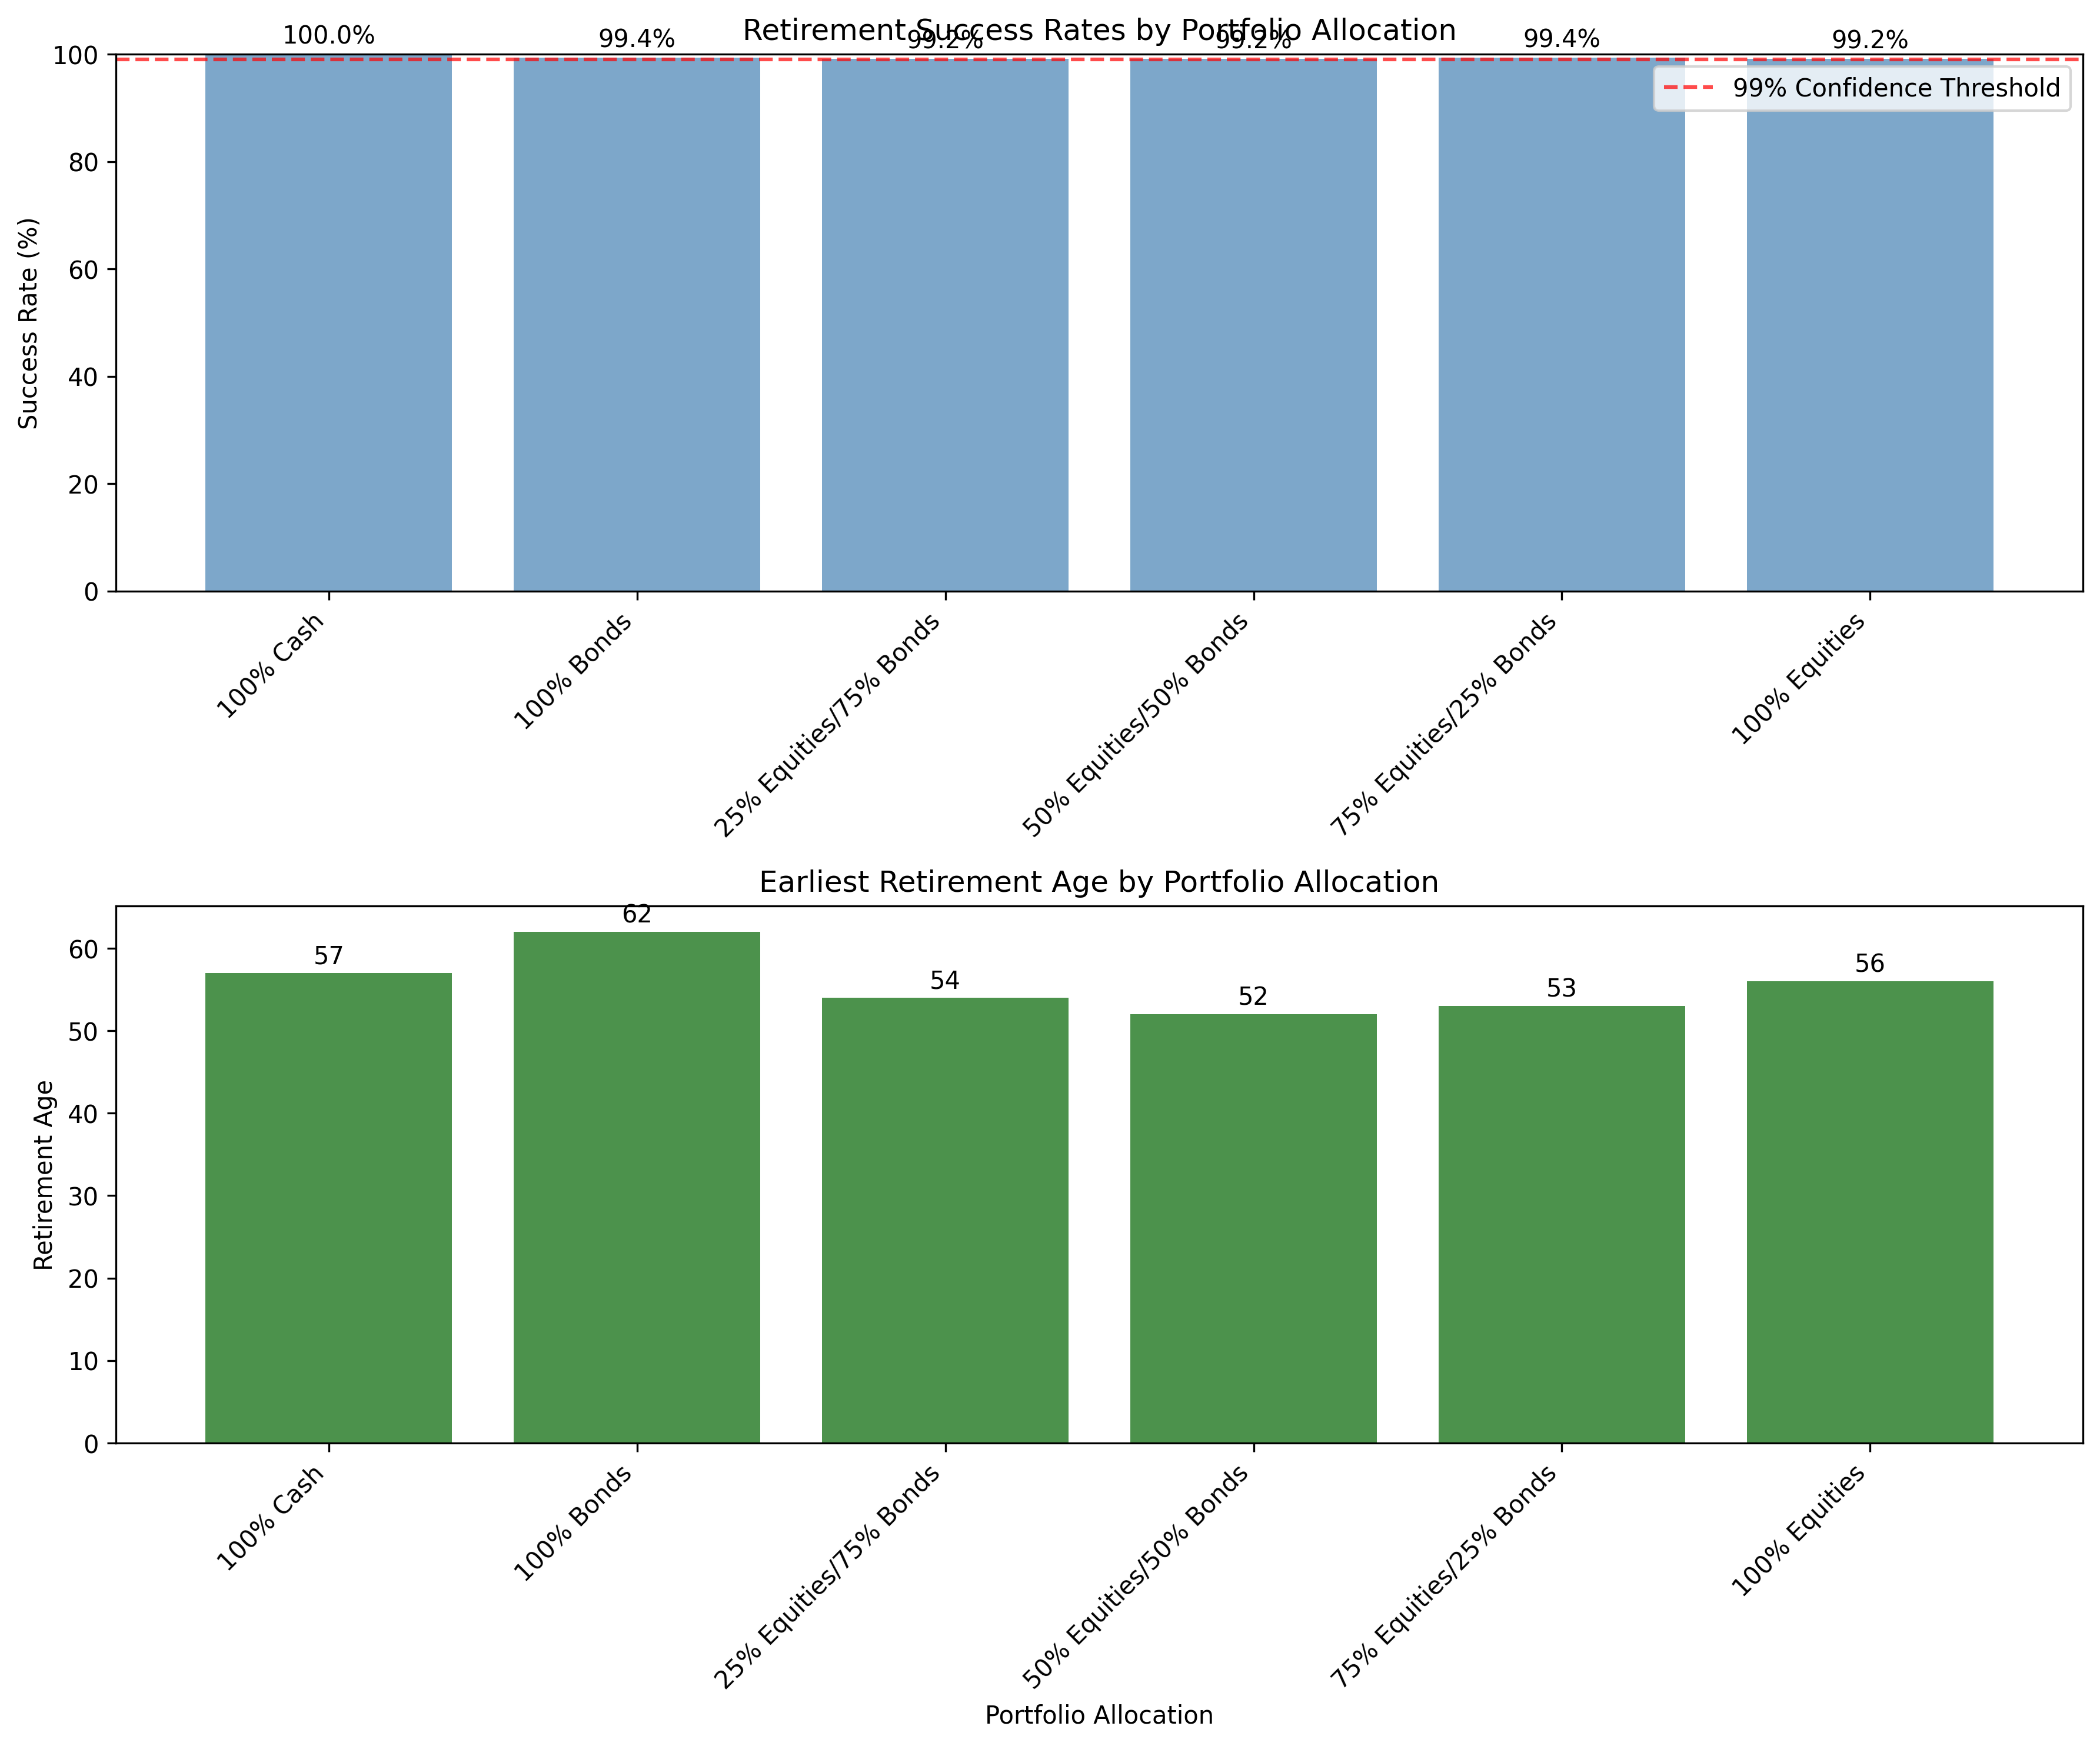 Retirement Success Rates by Portfolio Allocation
100.0%
99.4%
99.2%
99.2%
99.4%
99.2%
99% Confidence Threshold
Success Rate (%)
100
80
60
40
20
0
100% Cash
100% Bonds
25% Equities/75% Bonds
50% Equities/50% Bonds
75% Equities/25% Bonds
100% Equities
Earliest Retirement Age by Portfolio Allocation
57
62
54
52
53
56
Retirement Age
60
50
40
30
20
10
0
100% Cash
100% Bonds
25% Equities/75% Bonds
50% Equities/50% Bonds
75% Equities/25% Bonds
100% Equities
Portfolio Allocation